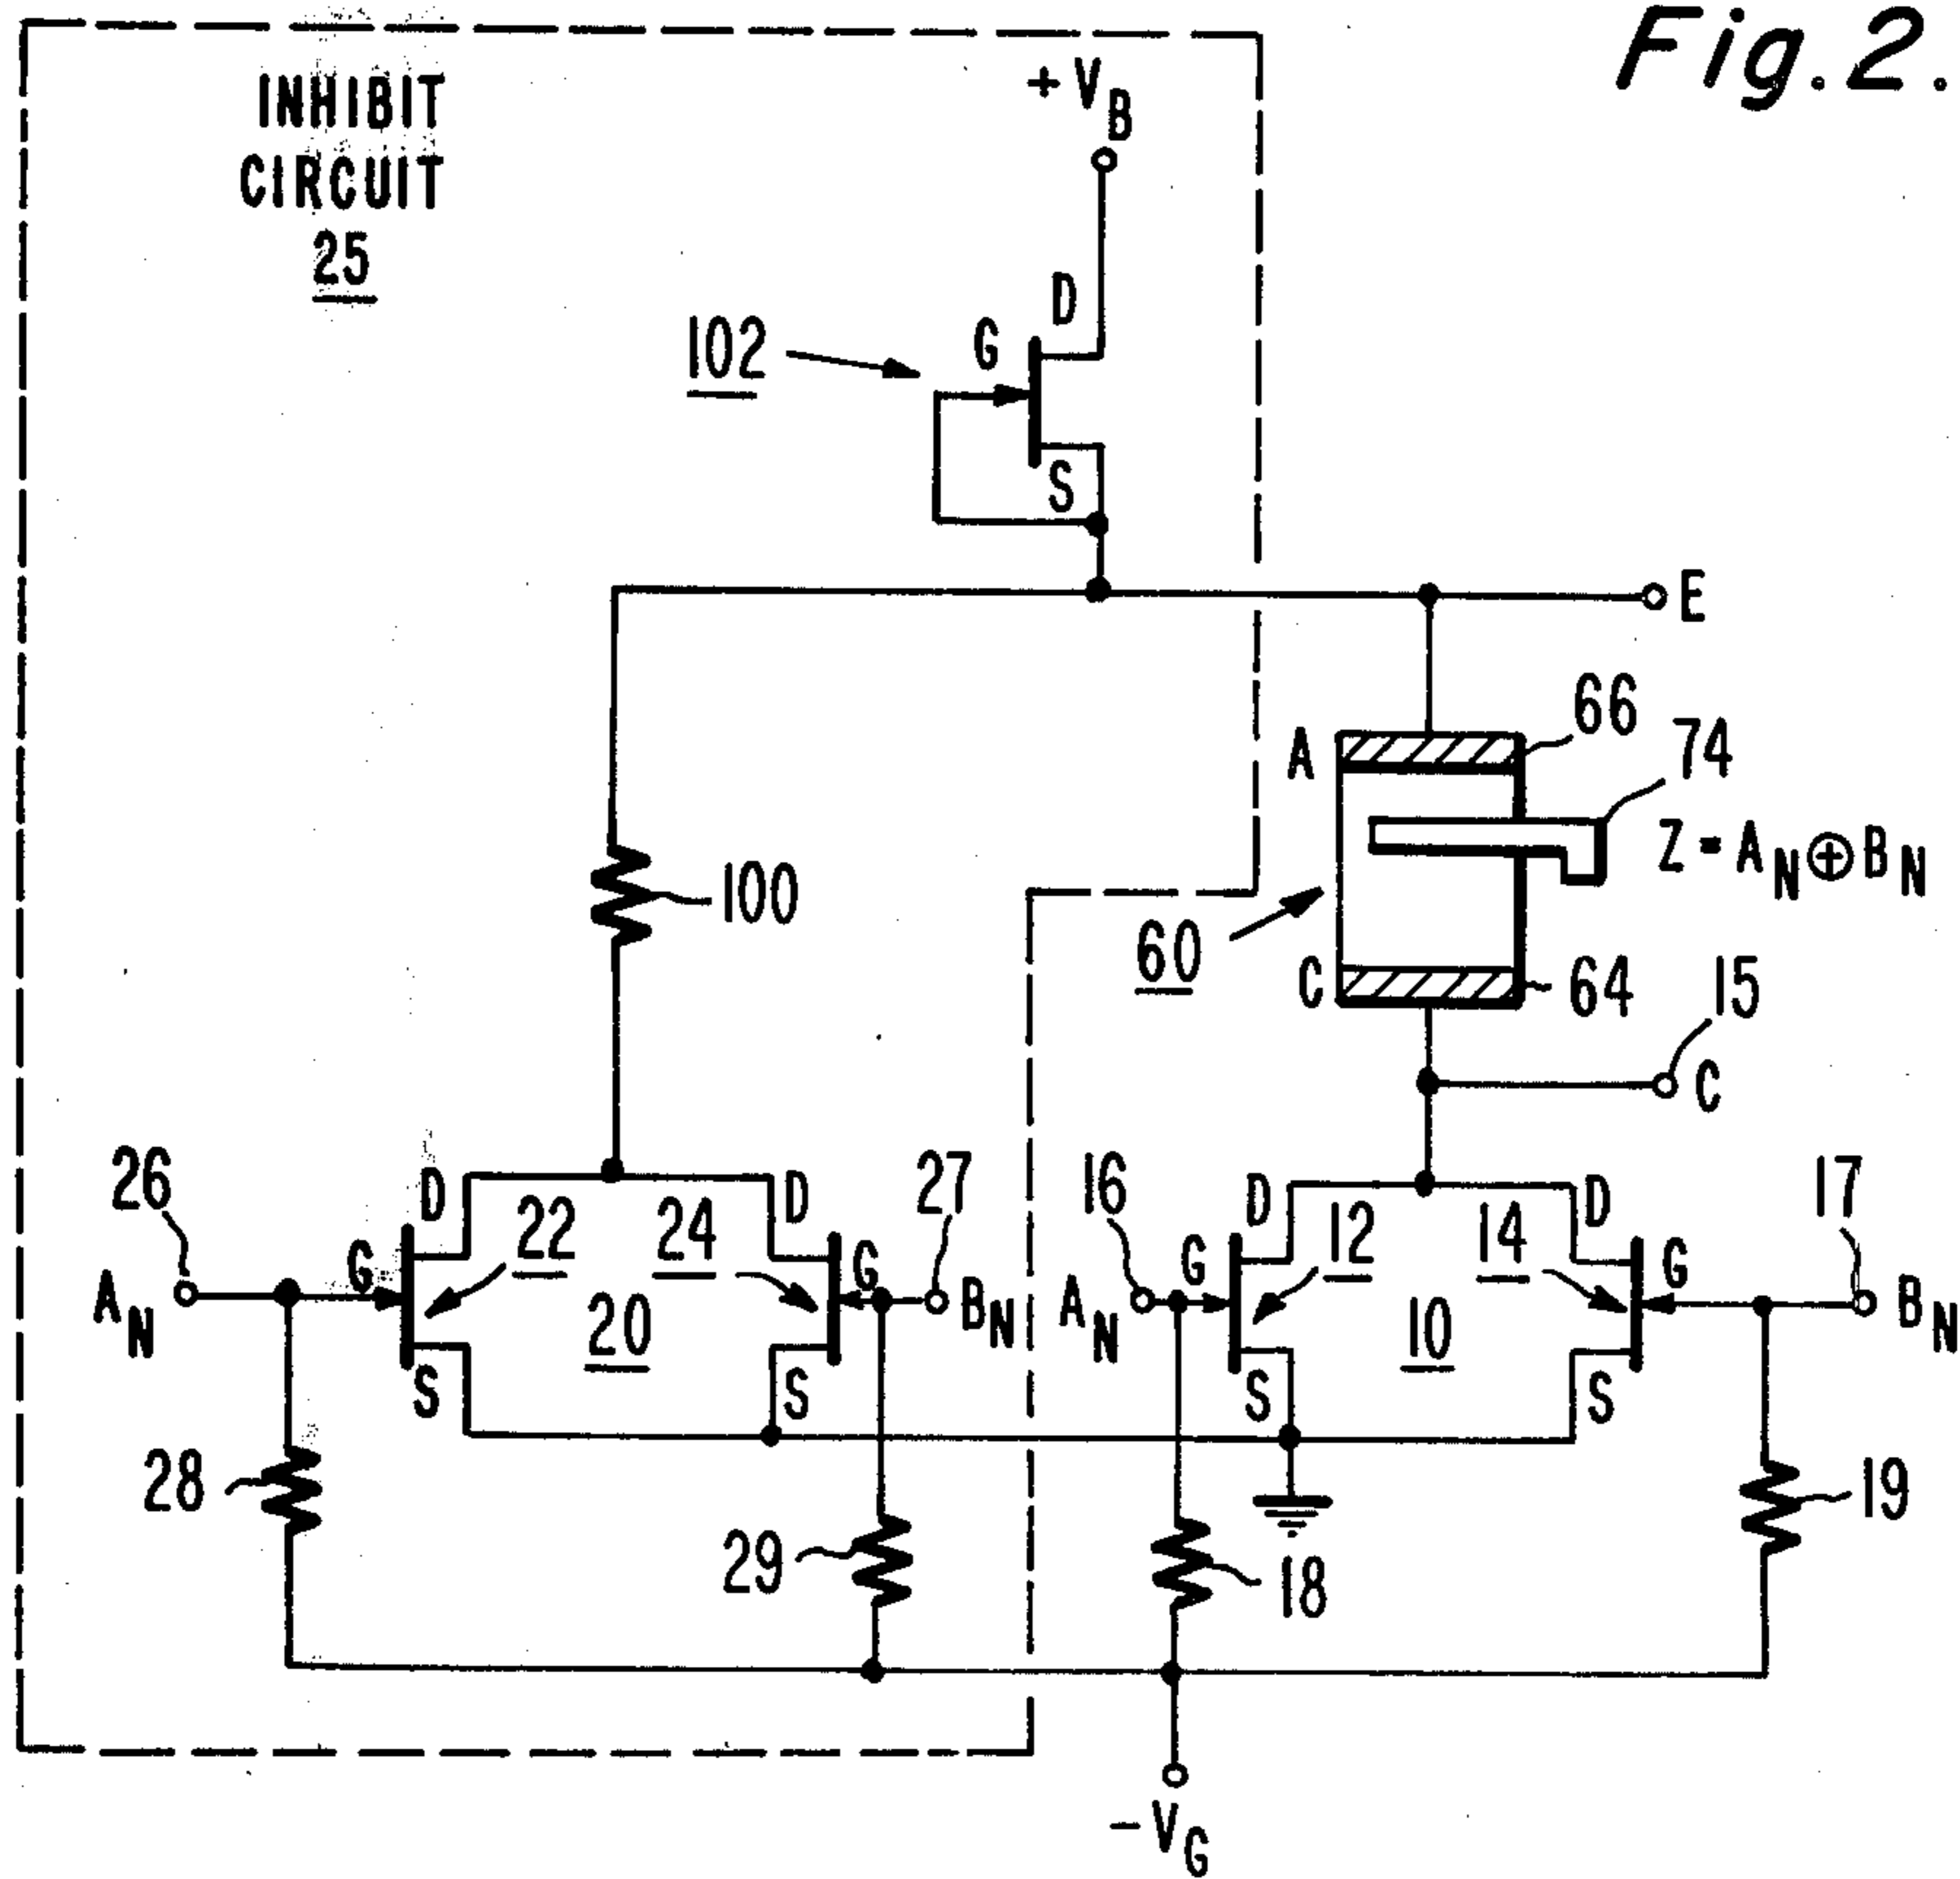 Fig. 2.
INHIBIT
CIRCUIT
25
+VB
D
G
102
S
E
66
A
74
Z = AN ⊕ BN
100
60
C
64
15
C
26
D
22
24
D
27
16
D
12
14
D
17
AN
G
20
G
BN
AN
G
10
G
BN
S
S
S
S
28
29
18
19
-VG